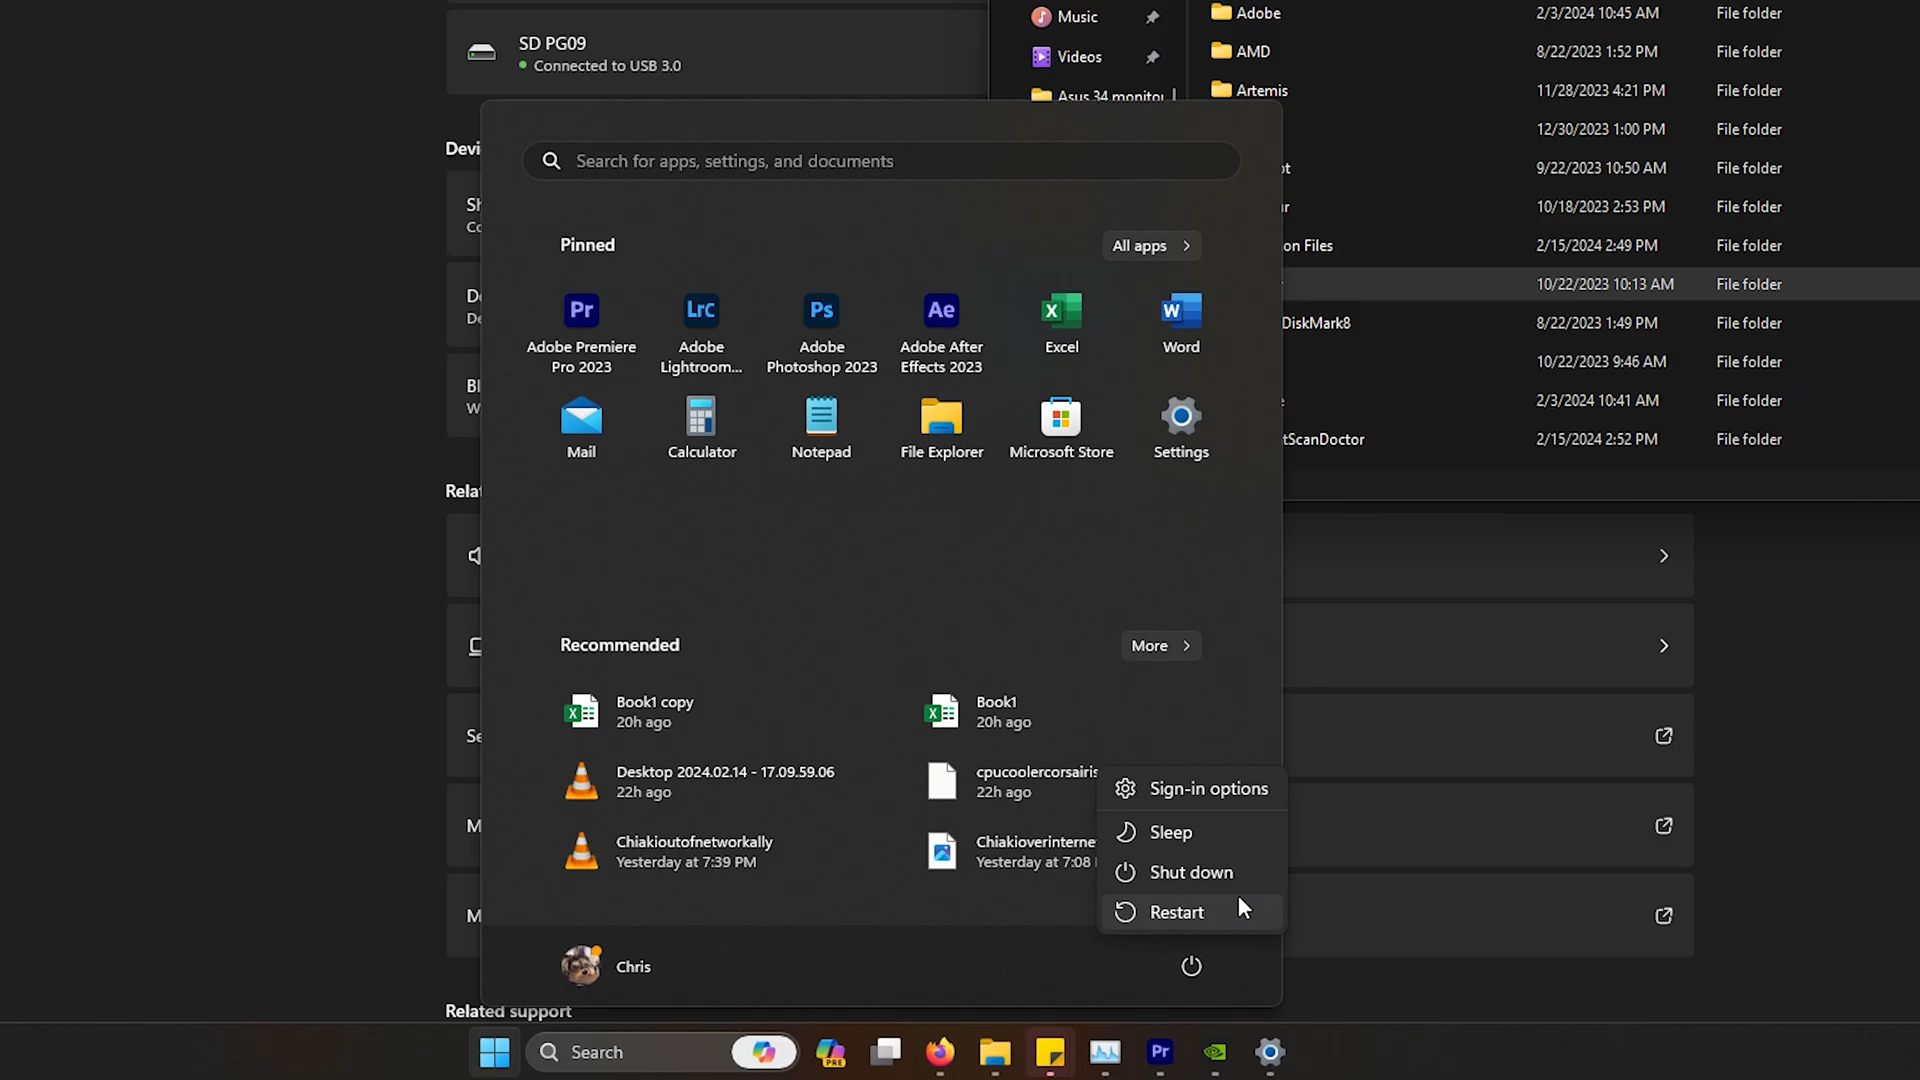 SD PG09
Connected to USB 3.0
Music
Videos
Asus 34 monitor
Adobe 2/3/2024 10:45 AM File folder
AMD 8/22/2023 1:52 PM File folder
Artemis 11/28/2023 4:21 PM File folder
12/30/2023 1:00 PM File folder
ot 9/22/2023 10:50 AM File folder
ur 10/18/2023 2:53 PM File folder
on Files 2/15/2024 2:49 PM File folder
10/22/2023 10:13 AM File folder
DiskMark8 8/22/2023 1:49 PM File folder
10/22/2023 9:46 AM File folder
e 2/3/2024 10:41 AM File folder
tScanDoctor 2/15/2024 2:52 PM File folder
Devi
Sh
Co
De
De
Bl
W
Relat
Se
M
M
Related support
Search for apps, settings, and documents
Pinned
All apps
Pr Lrc Ps Ae X W
Adobe Premiere Pro 2023
Adobe Lightroom...
Adobe Photoshop 2023
Adobe After Effects 2023
Excel
Word
Mail
Calculator
Notepad
File Explorer
Microsoft Store
Settings
Recommended
More
Book1 copy
20h ago
Book1
20h ago
Desktop 2024.02.14 - 17.09.59.06
22h ago
cpucoolercorsairis
22h ago
Chiakioutofnetworkally
Yesterday at 7:39 PM
Chiakioverinterne
Yesterday at 7:08
Sign-in options
Sleep
Shut down
Restart
Chris
Search
PRE
Pr